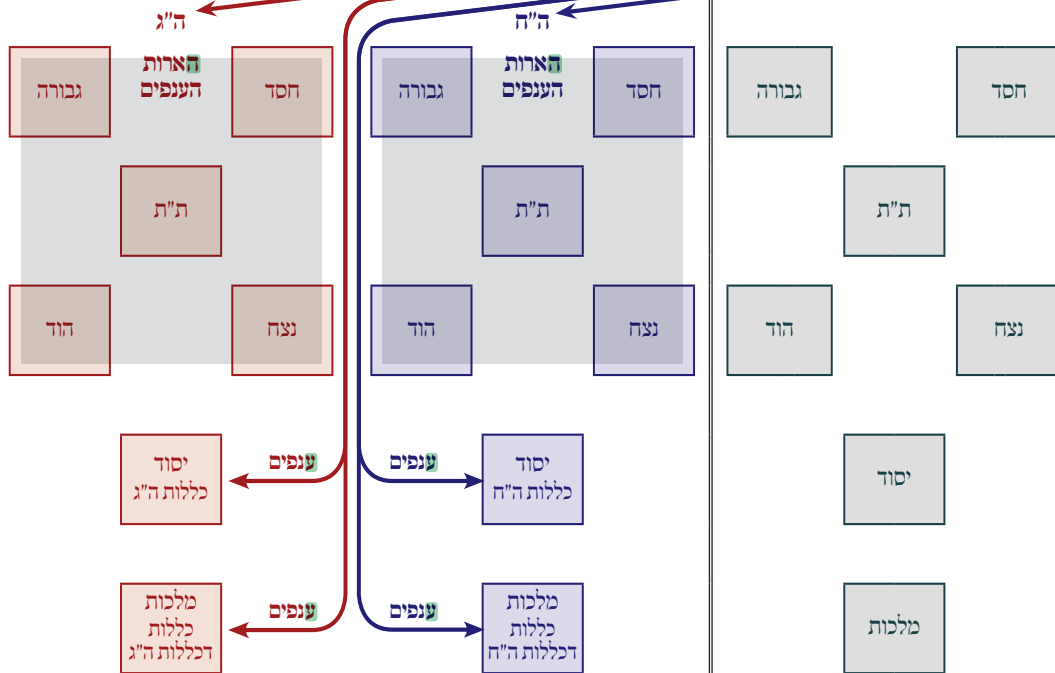 ה"ח
ה"ג
הארות
הענפים
הארות
הענפים
חסד
גבורה
חסד
גבורה
חסד
גבורה
ת"ת
ת"ת
ת"ת
נצח
הוד
נצח
הוד
נצח
הוד
יסוד
יסוד
כללות ה"ח
ענפים
ענפים
יסוד
כללות ה"ג
מלכות
מלכות
כללות
דכללות ה"ח
ענפים
ענפים
מלכות
כללות
דכללות ה"ג